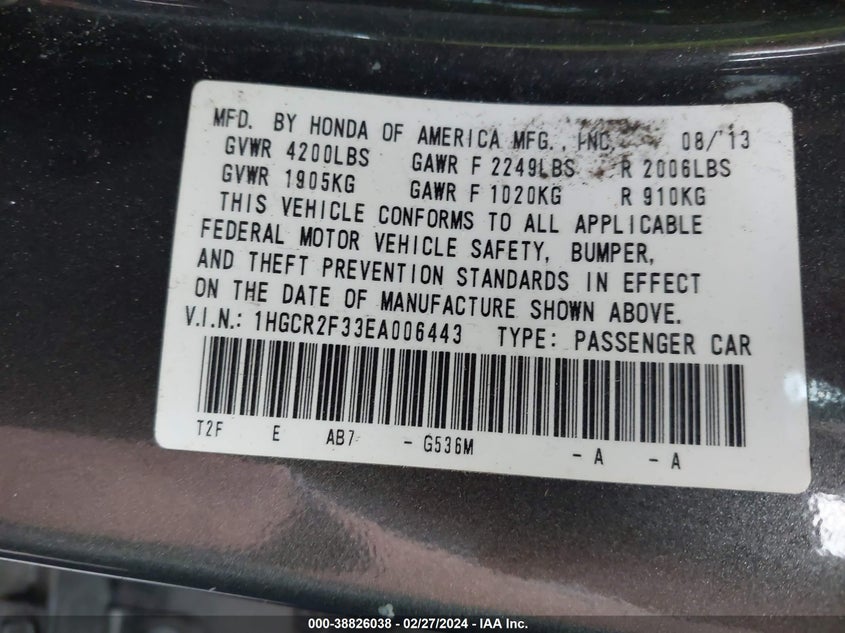 MFD. BY HONDA OF AMERICA MFG., INC. 08/13
GVWR 4200LBS GAWR F 2249LBS R 2006LBS
GVWR 1905KG GAWR F 1020KG R 910KG
THIS VEHICLE CONFORMS TO ALL APPLICABLE
FEDERAL MOTOR VEHICLE SAFETY, BUMPER,
AND THEFT PREVENTION STANDARDS IN EFFECT
ON THE DATE OF MANUFACTURE SHOWN ABOVE.
V.I.N.: 1HGCR2F33EA006443 TYPE: PASSENGER CAR
T2F E AB7 - G536M - A - A
000-38826038 - 02/27/2024 - IAA Inc.